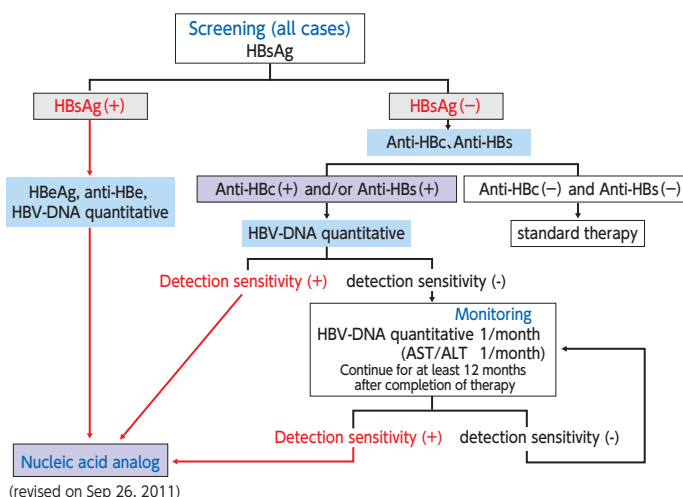 Screening (all cases)
HBsAg
HBsAg(+)
HBsAg(−)
Anti-HBc、Anti-HBs
HBeAg, anti-HBe,
HBV-DNA quantitative
Anti-HBc(+) and/or Anti-HBs(+)
Anti-HBc(−) and Anti-HBs(−)
HBV-DNA quantitative
standard therapy
Detection sensitivity (+)
detection sensitivity (-)
Monitoring
HBV-DNA quantitative 1/month
(AST/ALT 1/month)
Continue for at least 12 months
after completion of therapy
Detection sensitivity (+)
detection sensitivity (-)
Nucleic acid analog
(revised on Sep 26, 2011)